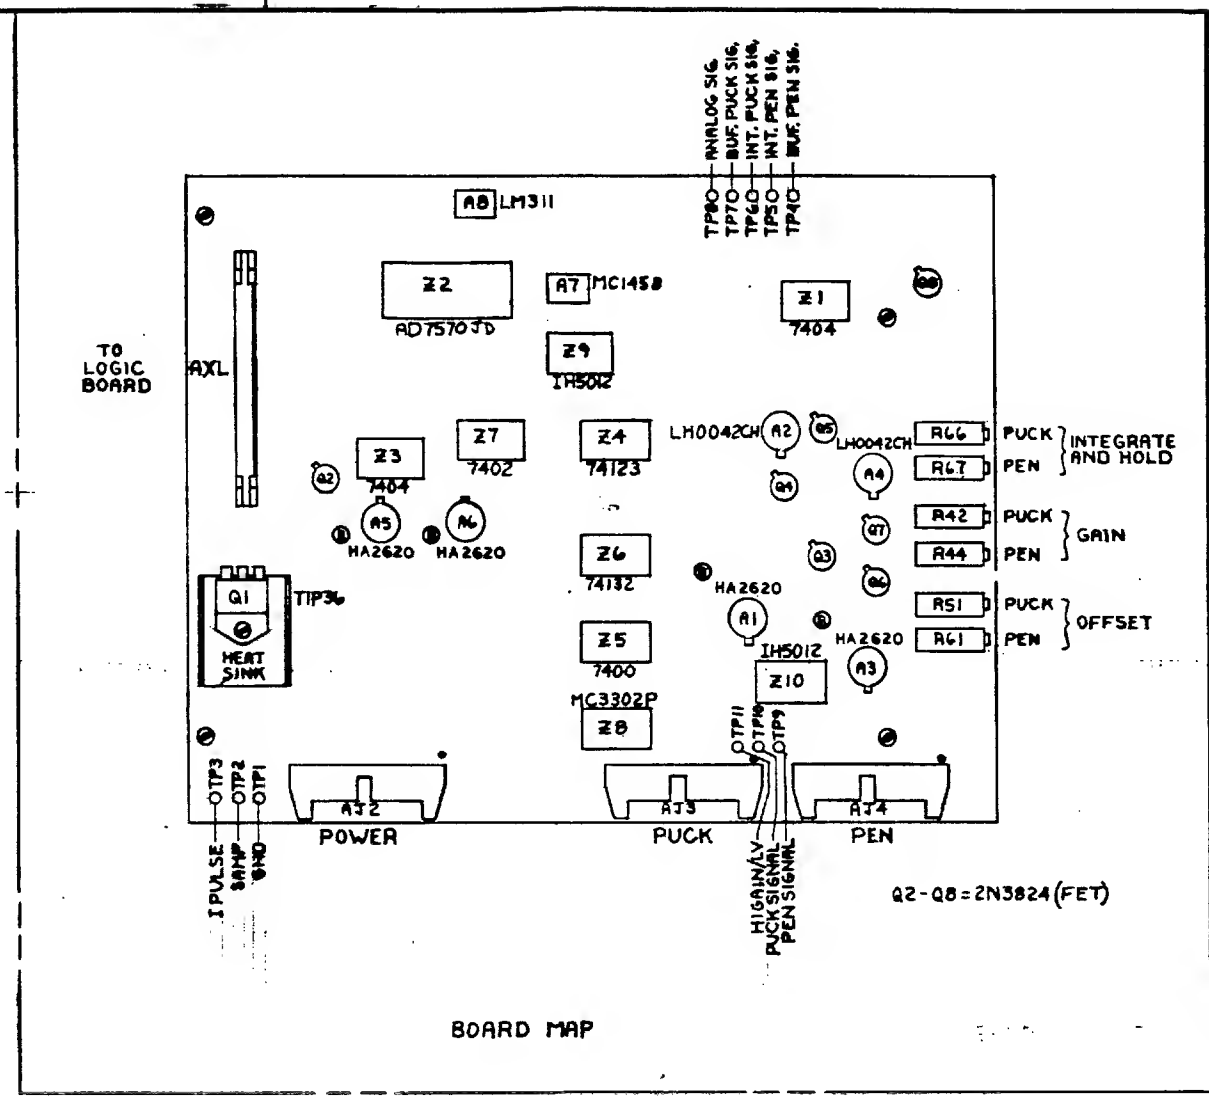 TP8 ANALOG SIG.
TP7 BUF. PUCK SIG,
TP6 INT. PUCK SIG,
TP5 INT. PEN SIG,
TP4 BUF. PEN SIG.
A8 LM311
Z2
AD7570JD
A7 MC1458
Z1
7404
Q8
Z9
IH5012
TO
LOGIC
BOARD
AXL
Z7
7402
Z4
74123
LH0042CH A2
Q5
LH0042CH
A4
Q4
R66 PUCK
R67 PEN
INTEGRATE
AND HOLD
Q2
Z3
7404
A5
HA2620
A6
HA2620
R42 PUCK
R44 PEN
GAIN
Q7
Q3
Q6
Z6
74132
HA2620
A1
R51 PUCK
R61 PEN
OFFSET
Q1
TIP36
HEAT
SINK
Z5
7400
HA2620
A3
IH5012
Z10
MC3302P
Z8
TP11
TP10
TP9
TP3
TP2
TP1
AJ2
POWER
AJ3
PUCK
AJ4
PEN
I PULSE
SAMP
GND
HIGAIN/LV
PUCK SIGNAL
PEN SIGNAL
Q2-Q8=2N3824(FET)
BOARD MAP